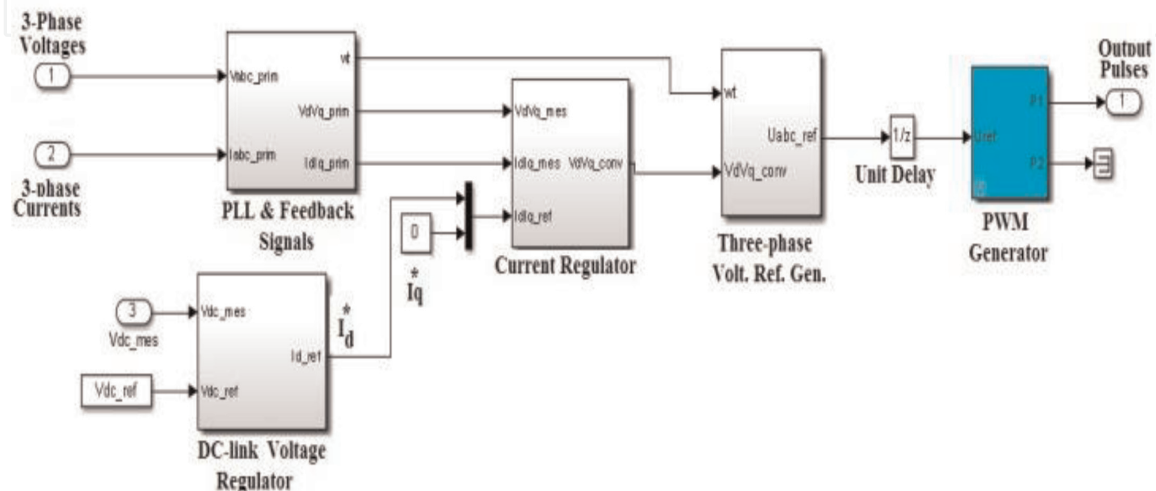 3-Phase
Voltages
1
2
3-phase
Currents
Vabc_prim
Iabc_prim
wt
VdVq_prim
IdIq_prim
PLL & Feedback
Signals
0
*
Iq
VdVq_mes
IdIq_mes
IdIq_ref
VdVq_conv
Current Regulator
wt
VdVq_conv
Uabc_ref
Three-phase
Volt. Ref. Gen.
1/z
Unit Delay
Uref
P1
P2
PWM
Generator
Output
Pulses
1
3
Vdc_mes
Vdc_ref
Vdc_mes
Vdc_ref
Id_ref
*
Id
DC-link Voltage
Regulator